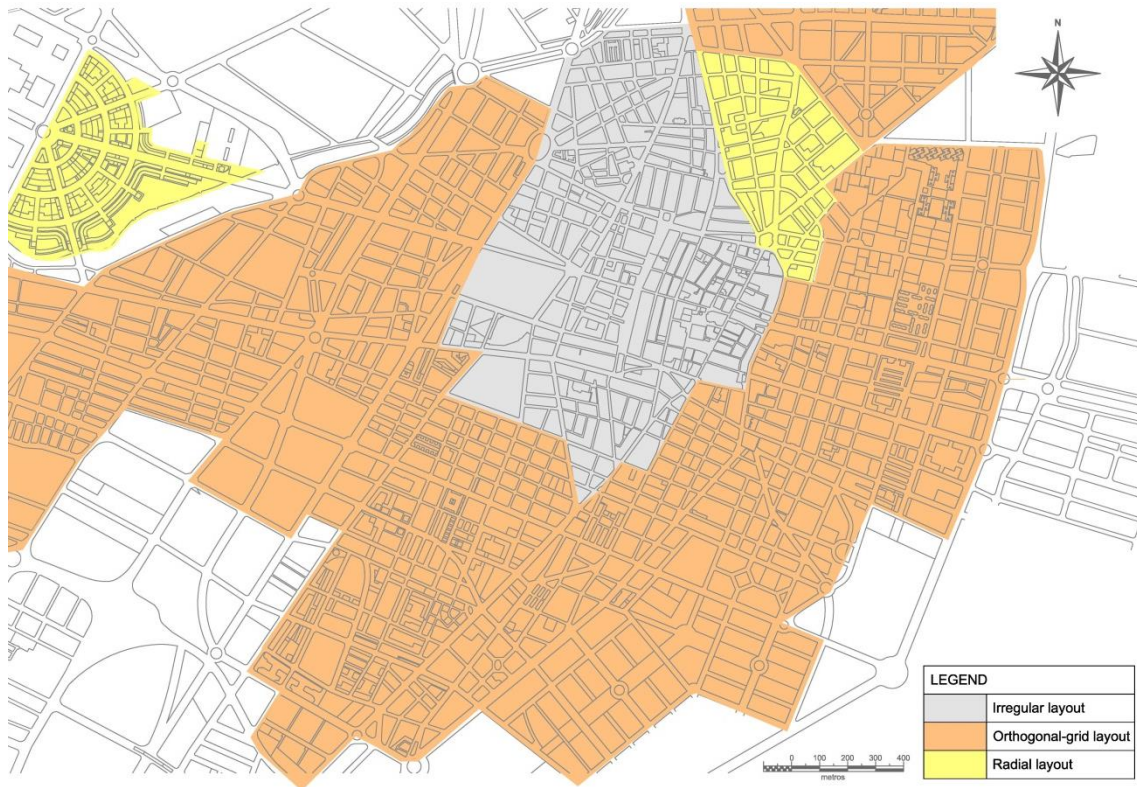 N
LEGEND
Irregular layout
Orthogonal-grid layout
Radial layout
0 100 200 300 400
metros